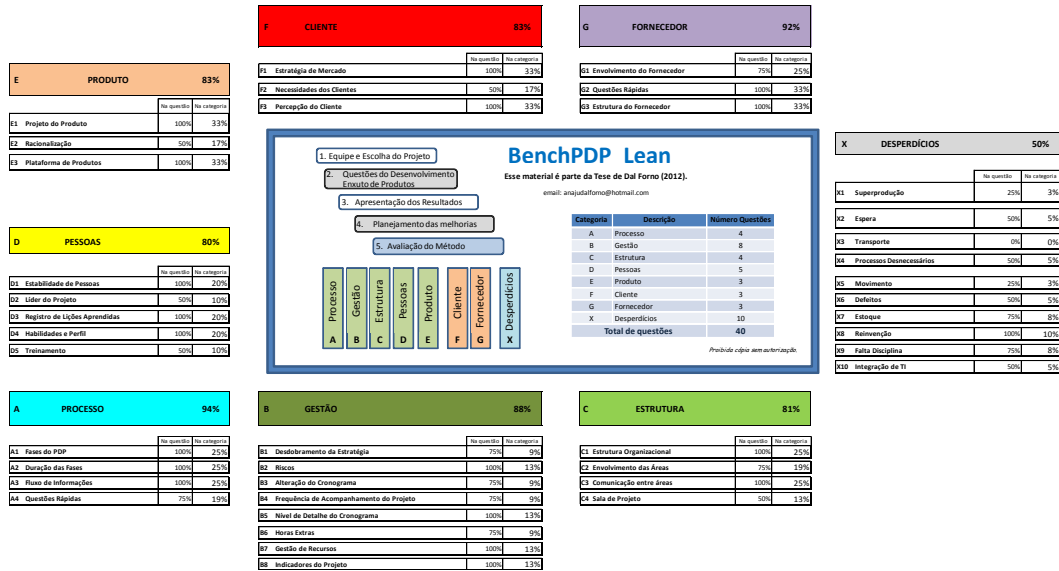 F CLIENTE 83%
Na questão Na categoria
F1 Estratégia de Mercado 100% 33%
F2 Necessidades dos Clientes 50% 17%
F3 Percepção do Cliente 100% 33%
G FORNECEDOR 92%
Na questão Na categoria
G1 Envolvimento do Fornecedor 75% 25%
G2 Questões Rápidas 100% 33%
G3 Estrutura do Fornecedor 100% 33%
E PRODUTO 83%
Na questão Na categoria
E1 Projeto do Produto 100% 33%
E2 Racionalização 50% 17%
E3 Plataforma de Produtos 100% 33%
D PESSOAS 80%
Na questão Na categoria
D1 Estabilidade de Pessoas 100% 20%
D2 Líder do Projeto 50% 10%
D3 Registro de Lições Aprendidas 100% 20%
D4 Habilidades e Perfil 100% 20%
D5 Treinamento 50% 10%
1. Equipe e Escolha do Projeto
2. Questões do Desenvolvimento
Enxuto de Produtos
3. Apresentação dos Resultados
4. Planejamento das melhorias
5. Avaliação do Método
Processo A
Gestão B
Estrutura C
Pessoas D
Produto E
Cliente F
Fornecedor G
Desperdícios X
BenchPDP Lean
Esse material é parte da Tese de Dal Forno (2012).
email: anajudalforno@hotmail.com
Categoria Descrição Número Questões
A Processo 4
B Gestão 8
C Estrutura 4
D Pessoas 5
E Produto 3
F Cliente 3
G Fornecedor 3
X Desperdícios 10
Total de questões 40
Proibida cópia sem autorização.
X DESPERDÍCIOS 50%
Na questão Na categoria
X1 Superprodução 25% 3%
X2 Espera 50% 5%
X3 Transporte 0% 0%
X4 Processos Desnecessários 50% 5%
X5 Movimento 25% 3%
X6 Defeitos 50% 5%
X7 Estoque 75% 8%
X8 Reinvenção 100% 10%
X9 Falta Disciplina 75% 8%
X10 Integração de TI 50% 5%
A PROCESSO 94%
Na questão Na categoria
A1 Fases do PDP 100% 25%
A2 Duração das Fases 100% 25%
A3 Fluxo de Informações 100% 25%
A4 Questões Rápidas 75% 19%
B GESTÃO 88%
Na questão Na categoria
B1 Desdobramento da Estratégia 75% 9%
B2 Riscos 100% 13%
B3 Alteração do Cronograma 75% 9%
B4 Frequência de Acompanhamento do Projeto 75% 9%
B5 Nível de Detalhe do Cronograma 100% 13%
B6 Horas Extras 75% 9%
B7 Gestão de Recursos 100% 13%
B8 Indicadores do Projeto 100% 13%
C ESTRUTURA 81%
Na questão Na categoria
C1 Estrutura Organizacional 100% 25%
C2 Envolvimento das Áreas 75% 19%
C3 Comunicação entre áreas 100% 25%
C4 Sala de Projeto 50% 13%